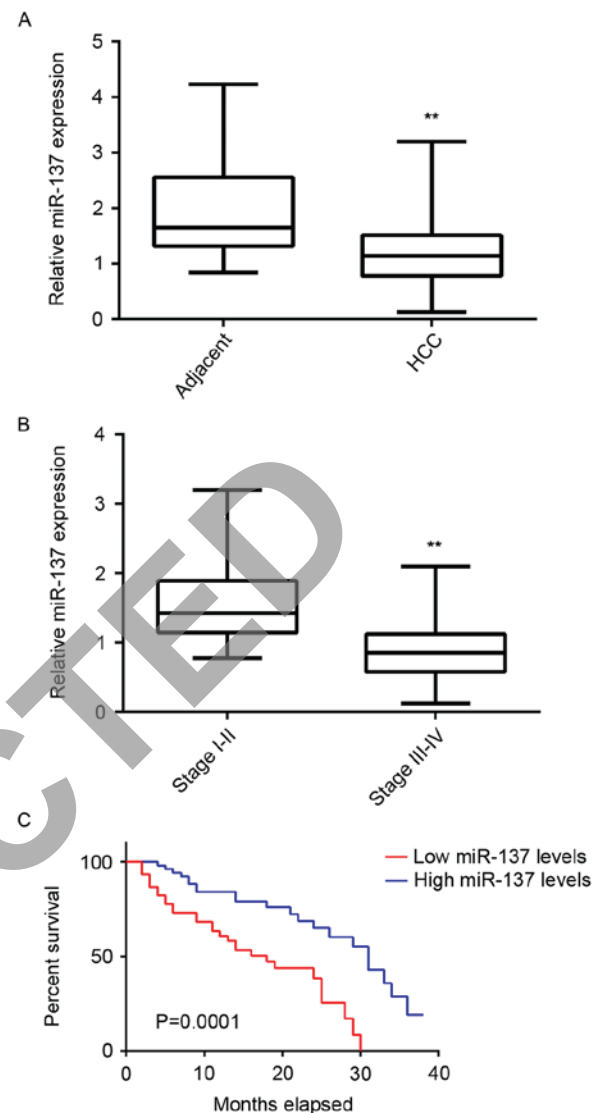 A
Relative miR-137 expression
5
4
3
2
1
0
**
Adjacent
HCC
B
Relative miR-137 expression
4
3
2
1
0
**
Stage I-II
Stage III-IV
CTED
C
Percent survival
100
50
0
Low miR-137 levels
High miR-137 levels
P=0.0001
0 10 20 30 40
Months elapsed